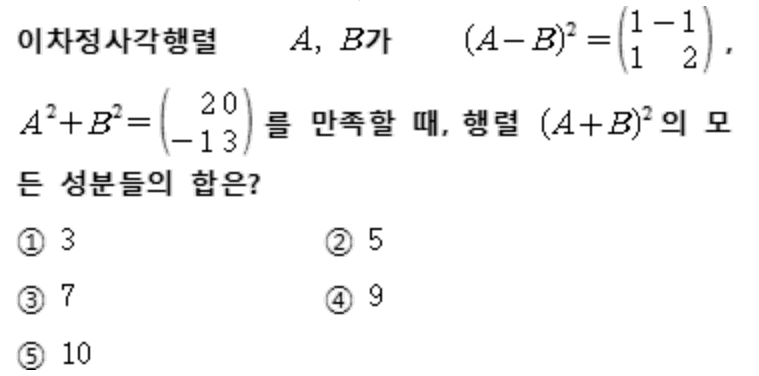 이차정사각행렬 A, B가 (A－B)² = (1 －1
1 2) ,
A²+B² = (2 0
－1 3) 를 만족할 때, 행렬 (A+B)² 의 모
든 성분들의 합은?
① 3 ② 5
③ 7 ④ 9
⑤ 10